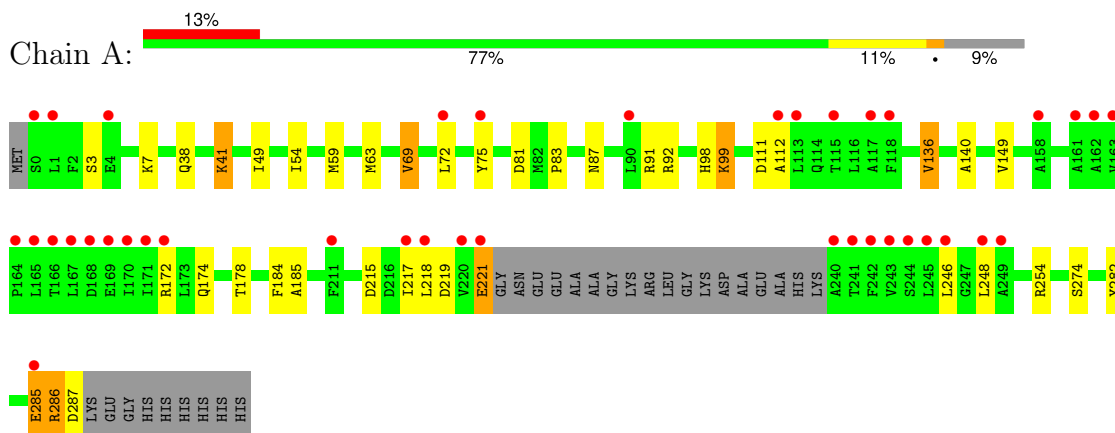 13%
Chain A:
77% 11% • 9%
MET S0 L1 F2 S3 E4 K7 Q38 K41 I49 I54 M59 M63 V69 L72 Y75 D81 M82 P83 N87 L90 R91 R92 H98 K99 D111 A112 L113 Q114 T115 L116 A117 F118 V136 A140 V149 A158 A161 A162 V163
P164 L165 T166 L167 D168 E169 I170 I171 R172 L173 Q174 T178 F184 A185 F211 D215 D216 I217 L218 D219 V220 E221 GLY ASN GLU GLU ALA ALA GLY LYS ARG LEU GLY LYS ASP ALA GLU ALA HIS LYS A240 T241 F242 V243 S244 L245 L246 G247 L248 A249 R254 S274 Y282
E285 R286 D287 LYS GLU GLY HIS HIS HIS HIS HIS HIS